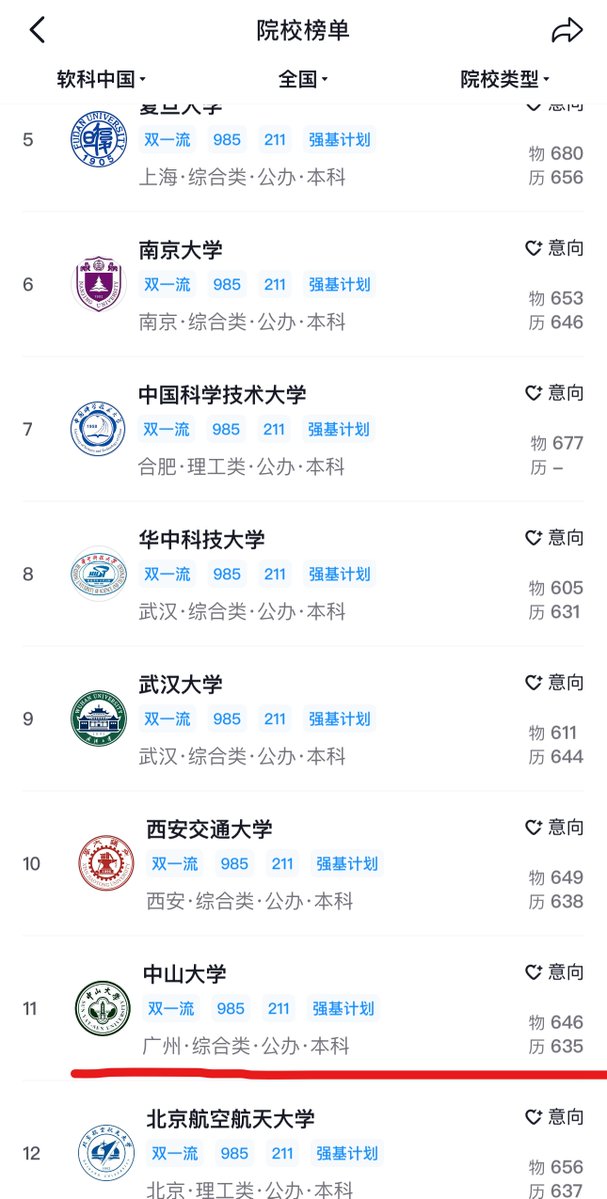 院校榜单
软科中国 全国 院校类型
复旦大学 意向
5 双一流 985 211 强基计划 物 680
上海·综合类·公办·本科 历 656
南京大学 意向
6 双一流 985 211 强基计划 物 653
南京·综合类·公办·本科 历 646
中国科学技术大学 意向
7 双一流 985 211 强基计划 物 677
合肥·理工类·公办·本科 历 –
华中科技大学 意向
8 双一流 985 211 强基计划 物 605
武汉·综合类·公办·本科 历 631
武汉大学 意向
9 双一流 985 211 强基计划 物 611
武汉·综合类·公办·本科 历 644
西安交通大学 意向
10 双一流 985 211 强基计划 物 649
西安·综合类·公办·本科 历 638
中山大学 意向
11 双一流 985 211 强基计划 物 646
广州·综合类·公办·本科 历 635
北京航空航天大学 意向
12 双一流 985 211 强基计划 物 656
北京·理工类·公办·本科 历 637